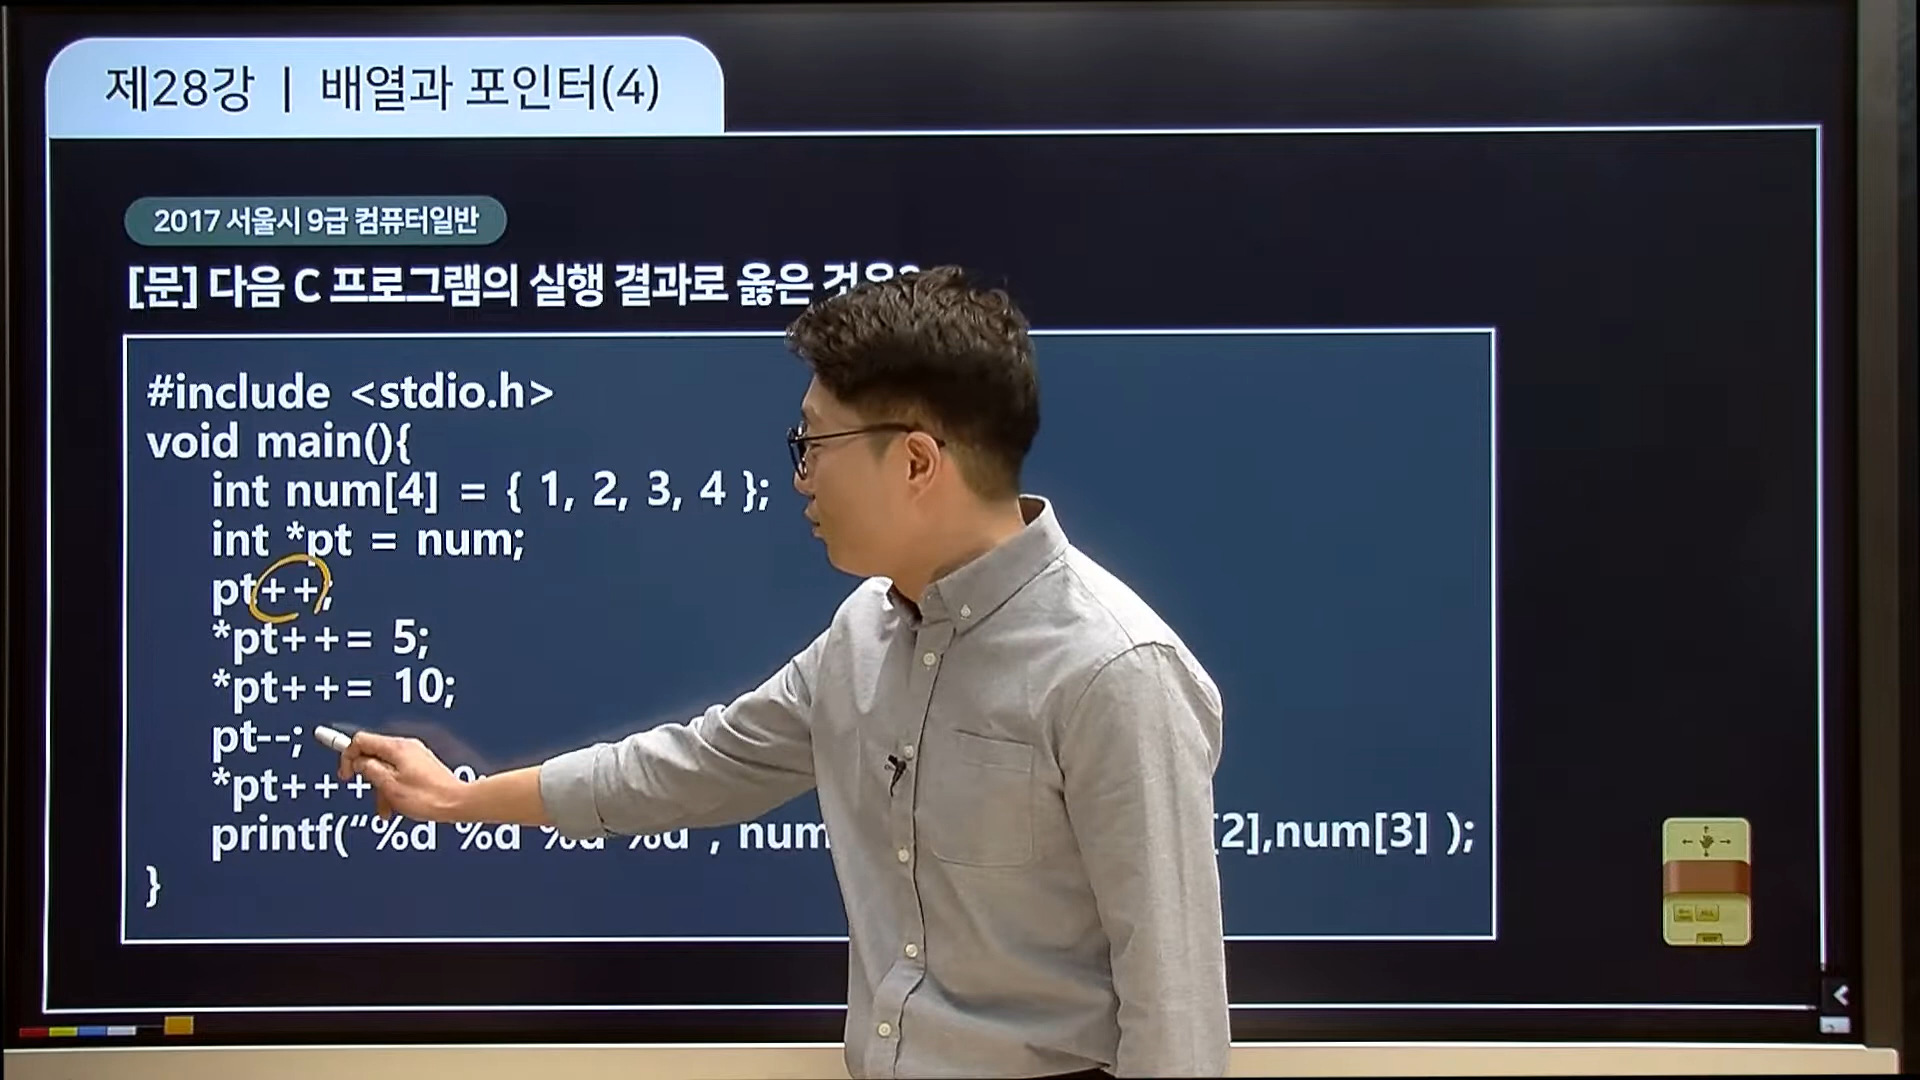 제28강 | 배열과 포인터(4)
2017 서울시 9급 컴퓨터일반
[문] 다음 C 프로그램의 실행 결과로 옳은 것은?
#include <stdio.h>
void main(){
int num[4] = { 1, 2, 3, 4 };
int *pt = num;
pt++;
*pt++= 5;
*pt++= 10;
pt--;
*pt+++
printf(“%d %d %d %d , num [2],num[3] );
}